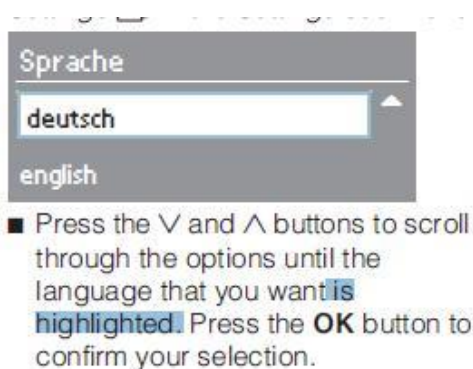 Sprache
deutsch
english
■ Press the ∨ and ∧ buttons to scroll
through the options until the
language that you want is
highlighted. Press the OK button to
confirm your selection.